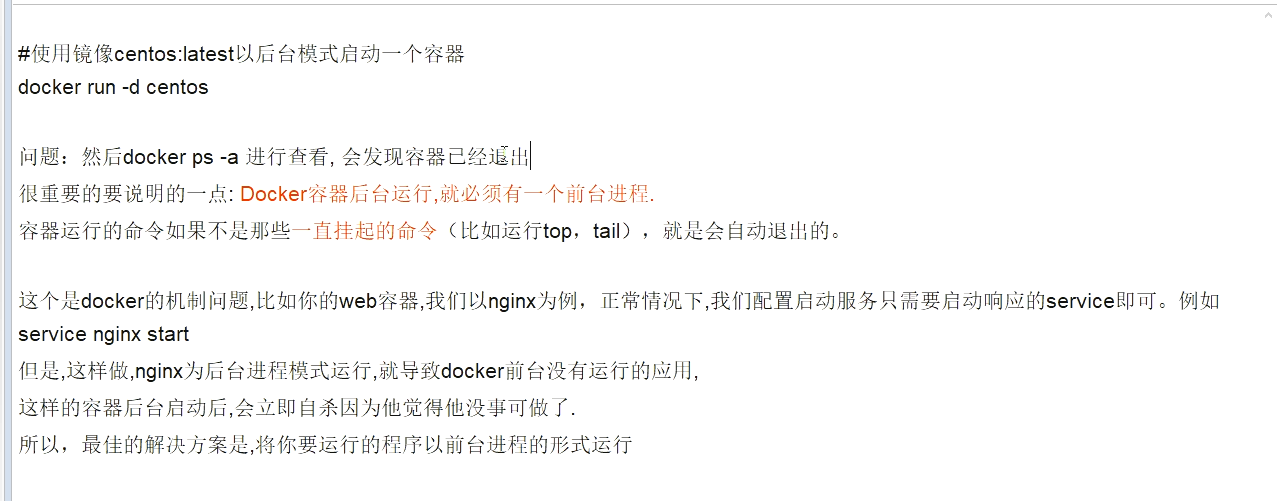 #使用镜像centos:latest以后台模式启动一个容器
docker run -d centos
问题：然后docker ps -a 进行查看, 会发现容器已经退出
很重要的要说明的一点: Docker容器后台运行,就必须有一个前台进程.
容器运行的命令如果不是那些一直挂起的命令（比如运行top，tail），就是会自动退出的。
这个是docker的机制问题,比如你的web容器,我们以nginx为例，正常情况下,我们配置启动服务只需要启动响应的service即可。例如
service nginx start
但是,这样做,nginx为后台进程模式运行,就导致docker前台没有运行的应用,
这样的容器后台启动后,会立即自杀因为他觉得他没事可做了.
所以，最佳的解决方案是,将你要运行的程序以前台进程的形式运行